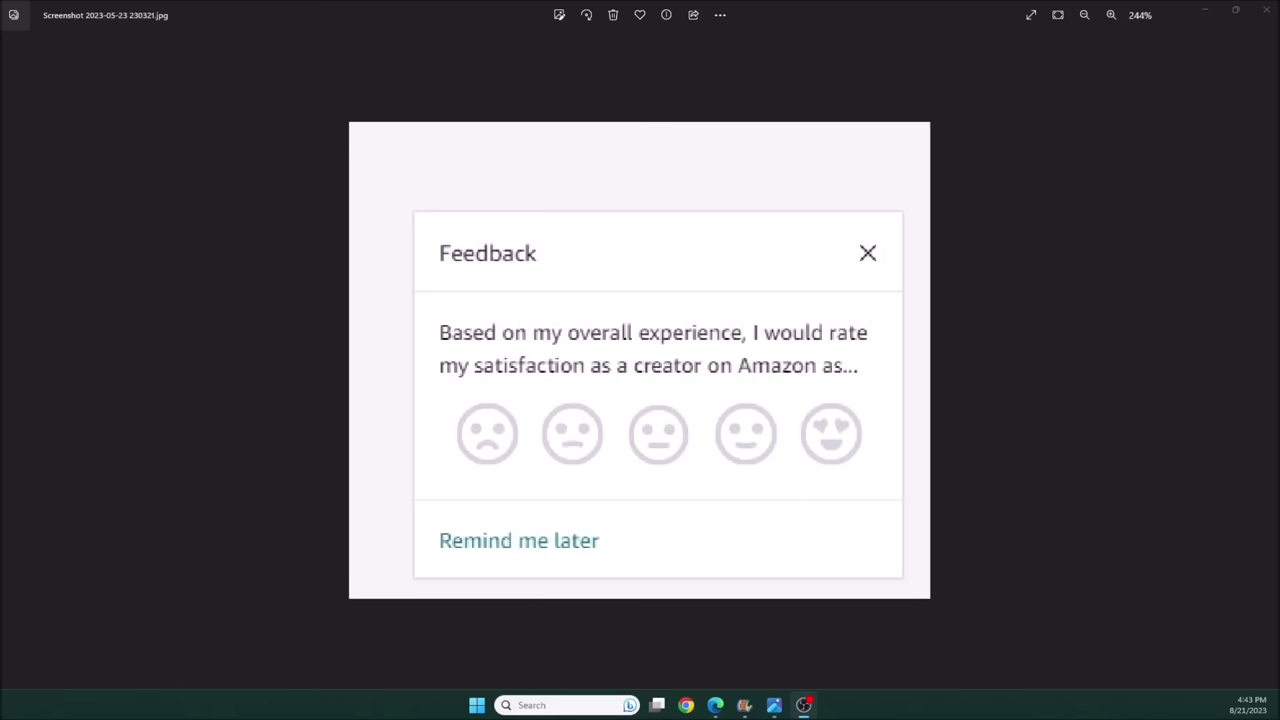 Screenshot 2023-05-23 230321.jpg
244%
Feedback
Based on my overall experience, I would rate
my satisfaction as a creator on Amazon as...
Remind me later
Search
4:43 PM
8/21/2023